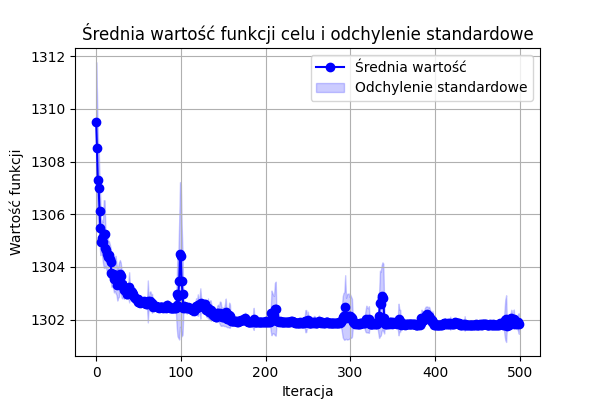 Średnia wartość funkcji celu i odchylenie standardowe
Średnia wartość
Odchylenie standardowe
Wartość funkcji
1312
1310
1308
1306
1304
1302
0 100 200 300 400 500
Iteracja